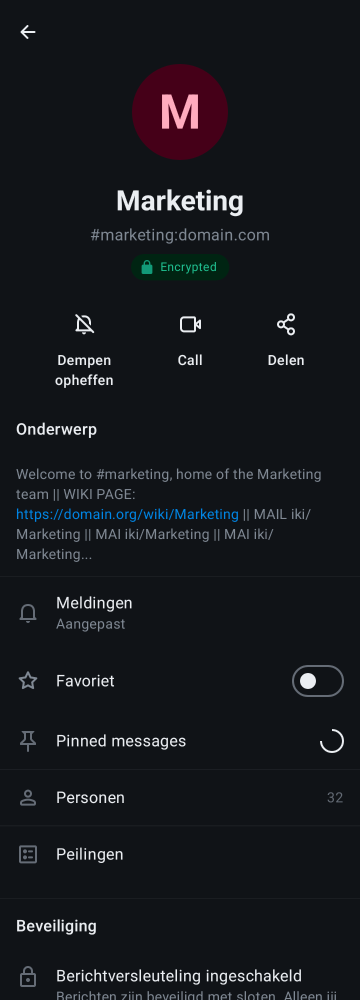 M
Marketing
#marketing:domain.com
Encrypted
Dempen
opheffen
Call
Delen
Onderwerp
Welcome to #marketing, home of the Marketing
team || WIKI PAGE:
https://domain.org/wiki/Marketing || MAIL iki/
Marketing || MAI iki/Marketing || MAI iki/
Marketing...
Meldingen
Aangepast
Favoriet
Pinned messages
Personen
32
Peilingen
Beveiliging
Berichtversleuteling ingeschakeld
Berichten zijn beveiligd met sloten. Alleen jij